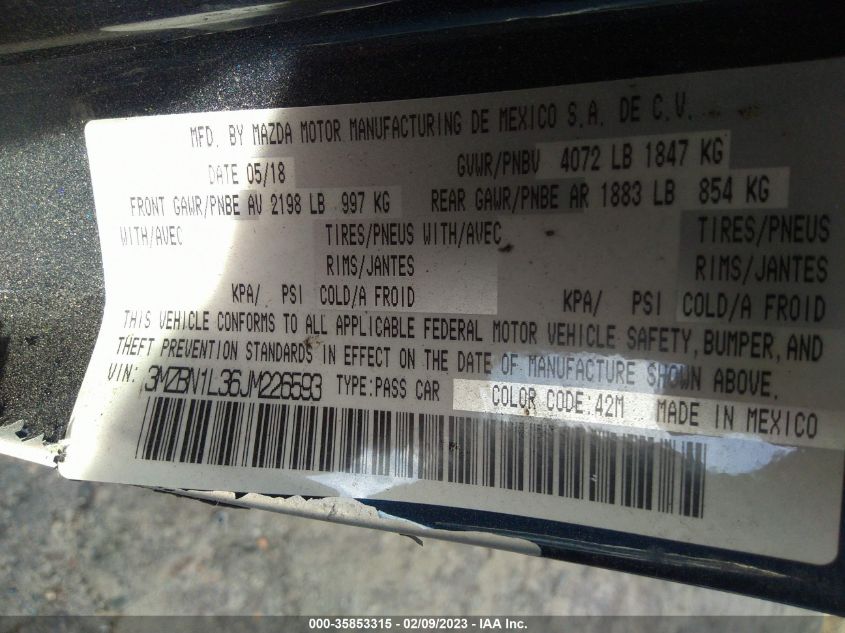 MFD. BY MAZDA MOTOR MANUFACTURING DE MEXICO S.A. DE C.V.
DATE 05/18 GVWR/PNBV 4072 LB 1847 KG
FRONT GAWR/PNBE AV 2198 LB 997 KG REAR GAWR/PNBE AR 1883 LB 854 KG
WITH/AVEC TIRES/PNEUS WITH/AVEC TIRES/PNEUS
RIMS/JANTES RIMS/JANTES
KPA/ PSI COLD/A FROID KPA/ PSI COLD/A FROID
THIS VEHICLE CONFORMS TO ALL APPLICABLE FEDERAL MOTOR VEHICLE SAFETY, BUMPER, AND
THEFT PREVENTION STANDARDS IN EFFECT ON THE DATE OF MANUFACTURE SHOWN ABOVE.
VIN: 3MZBN1L36JM226593 TYPE:PASS CAR COLOR CODE:42M MADE IN MEXICO
000-35853315 - 02/09/2023 - IAA Inc.